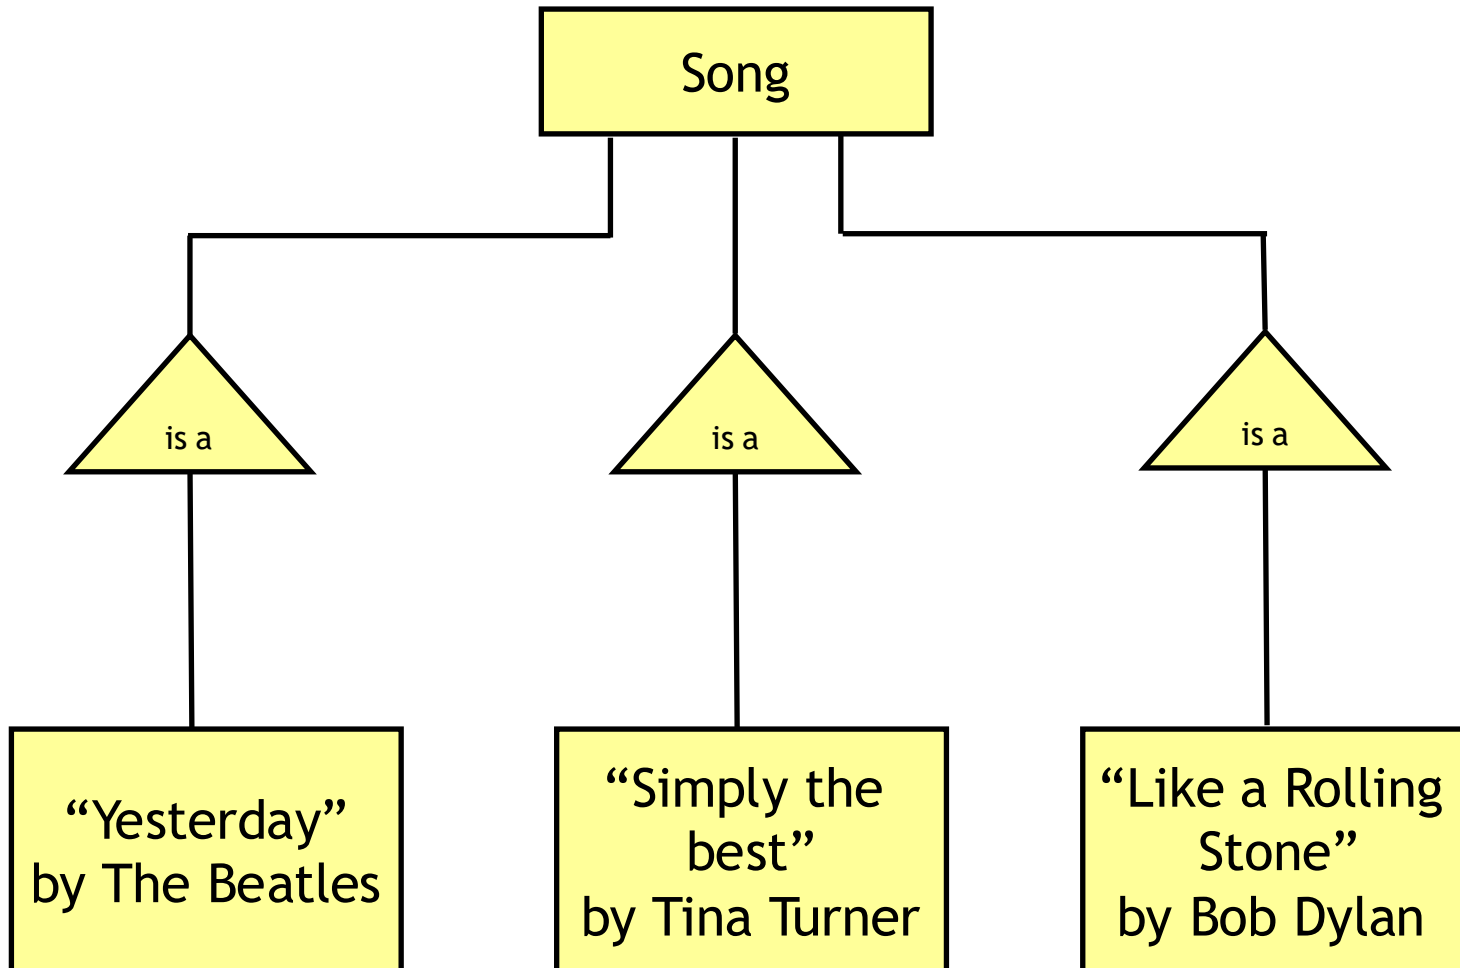 Song
is a
is a
is a
“Yesterday”
by The Beatles
“Simply the
best”
by Tina Turner
“Like a Rolling
Stone”
by Bob Dylan